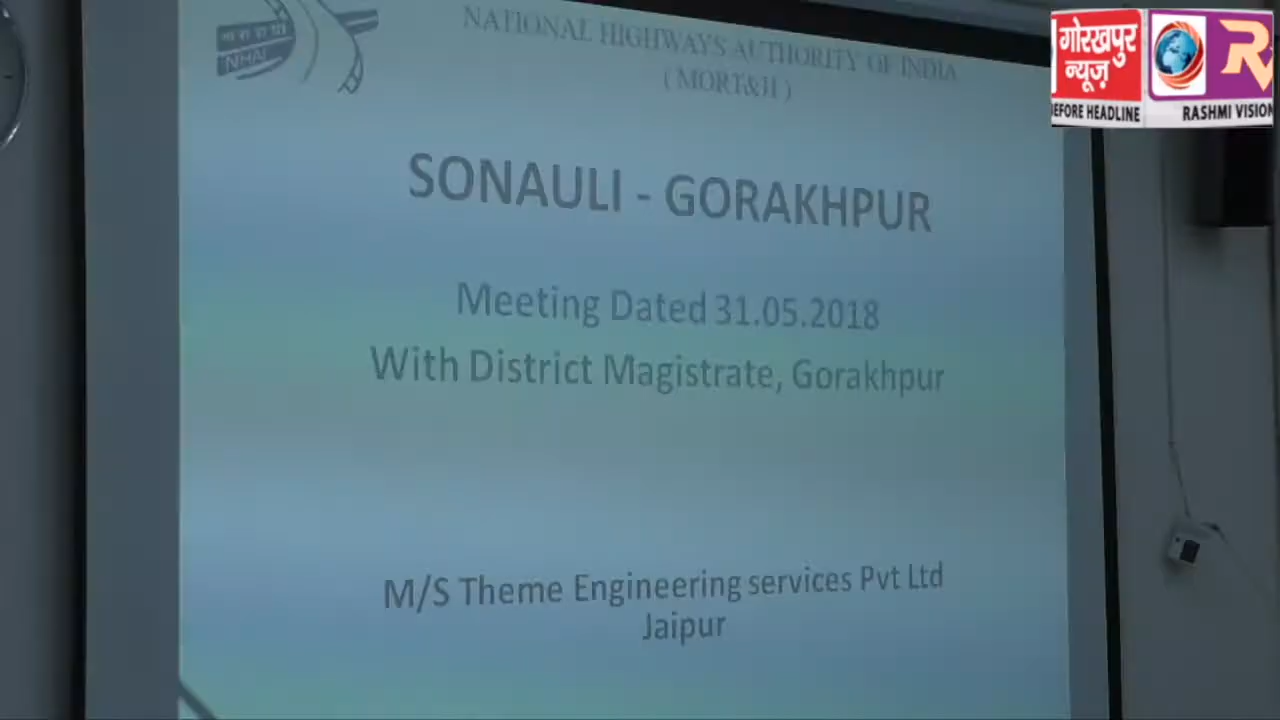 भा रा रा प्रा
NHAI
NATIONAL HIGHWAYS AUTHORITY OF INDIA
( MORT&H )
SONAULI - GORAKHPUR
Meeting Dated 31.05.2018
With District Magistrate, Gorakhpur
M/S Theme Engineering services Pvt Ltd
Jaipur
गोरखपुर
न्यूज़
EFORE HEADLINE
RV
RASHMI VISION